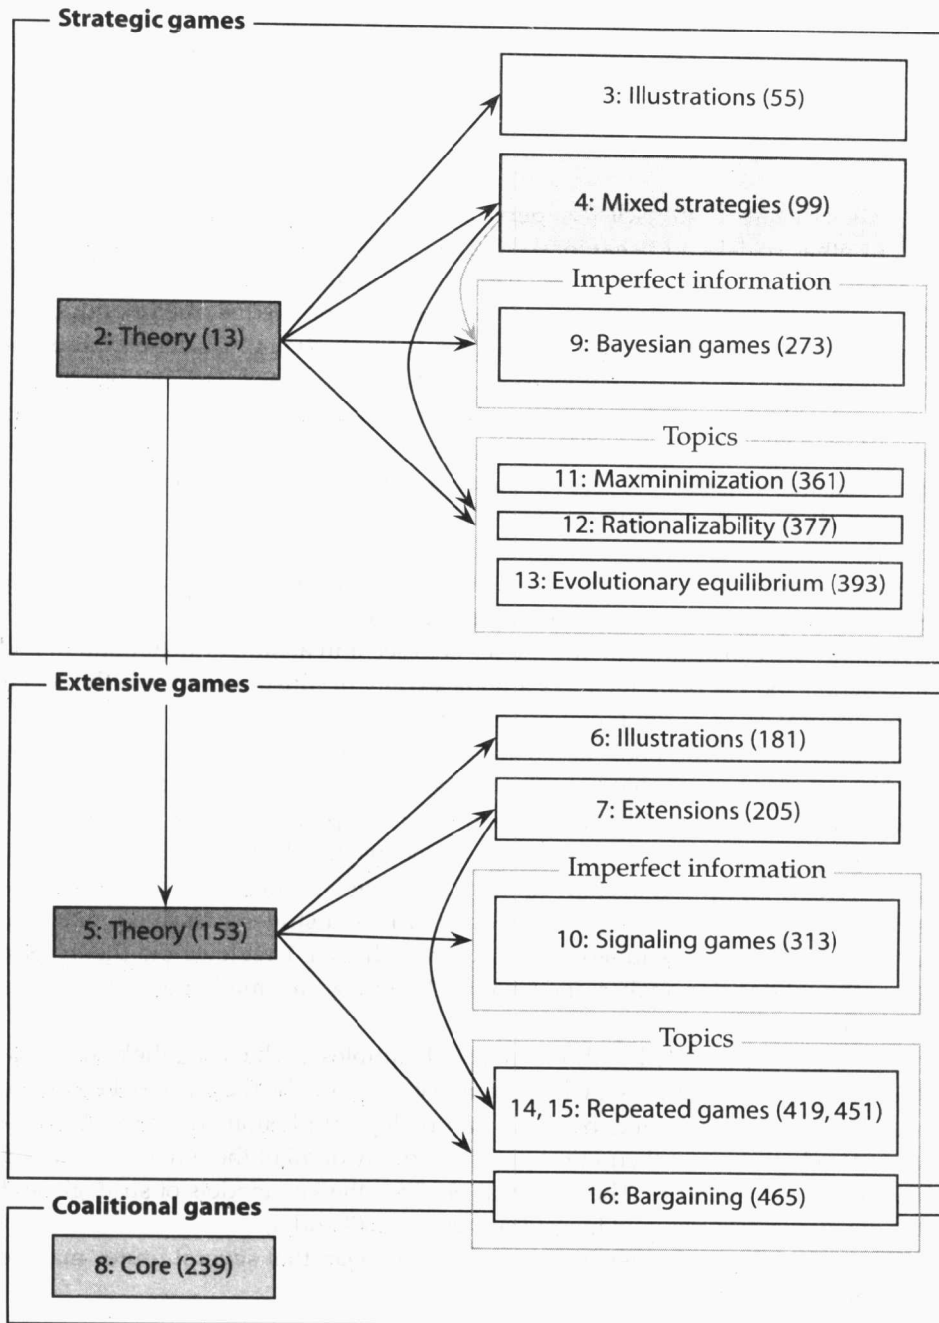 Strategic games
3: Illustrations (55)
4: Mixed strategies (99)
Imperfect information
2: Theory (13)
9: Bayesian games (273)
Topics
11: Maxminimization (361)
12: Rationalizability (377)
13: Evolutionary equilibrium (393)
Extensive games
6: Illustrations (181)
7: Extensions (205)
Imperfect information
5: Theory (153)
10: Signaling games (313)
Topics
14, 15: Repeated games (419, 451)
16: Bargaining (465)
Coalitional games
8: Core (239)